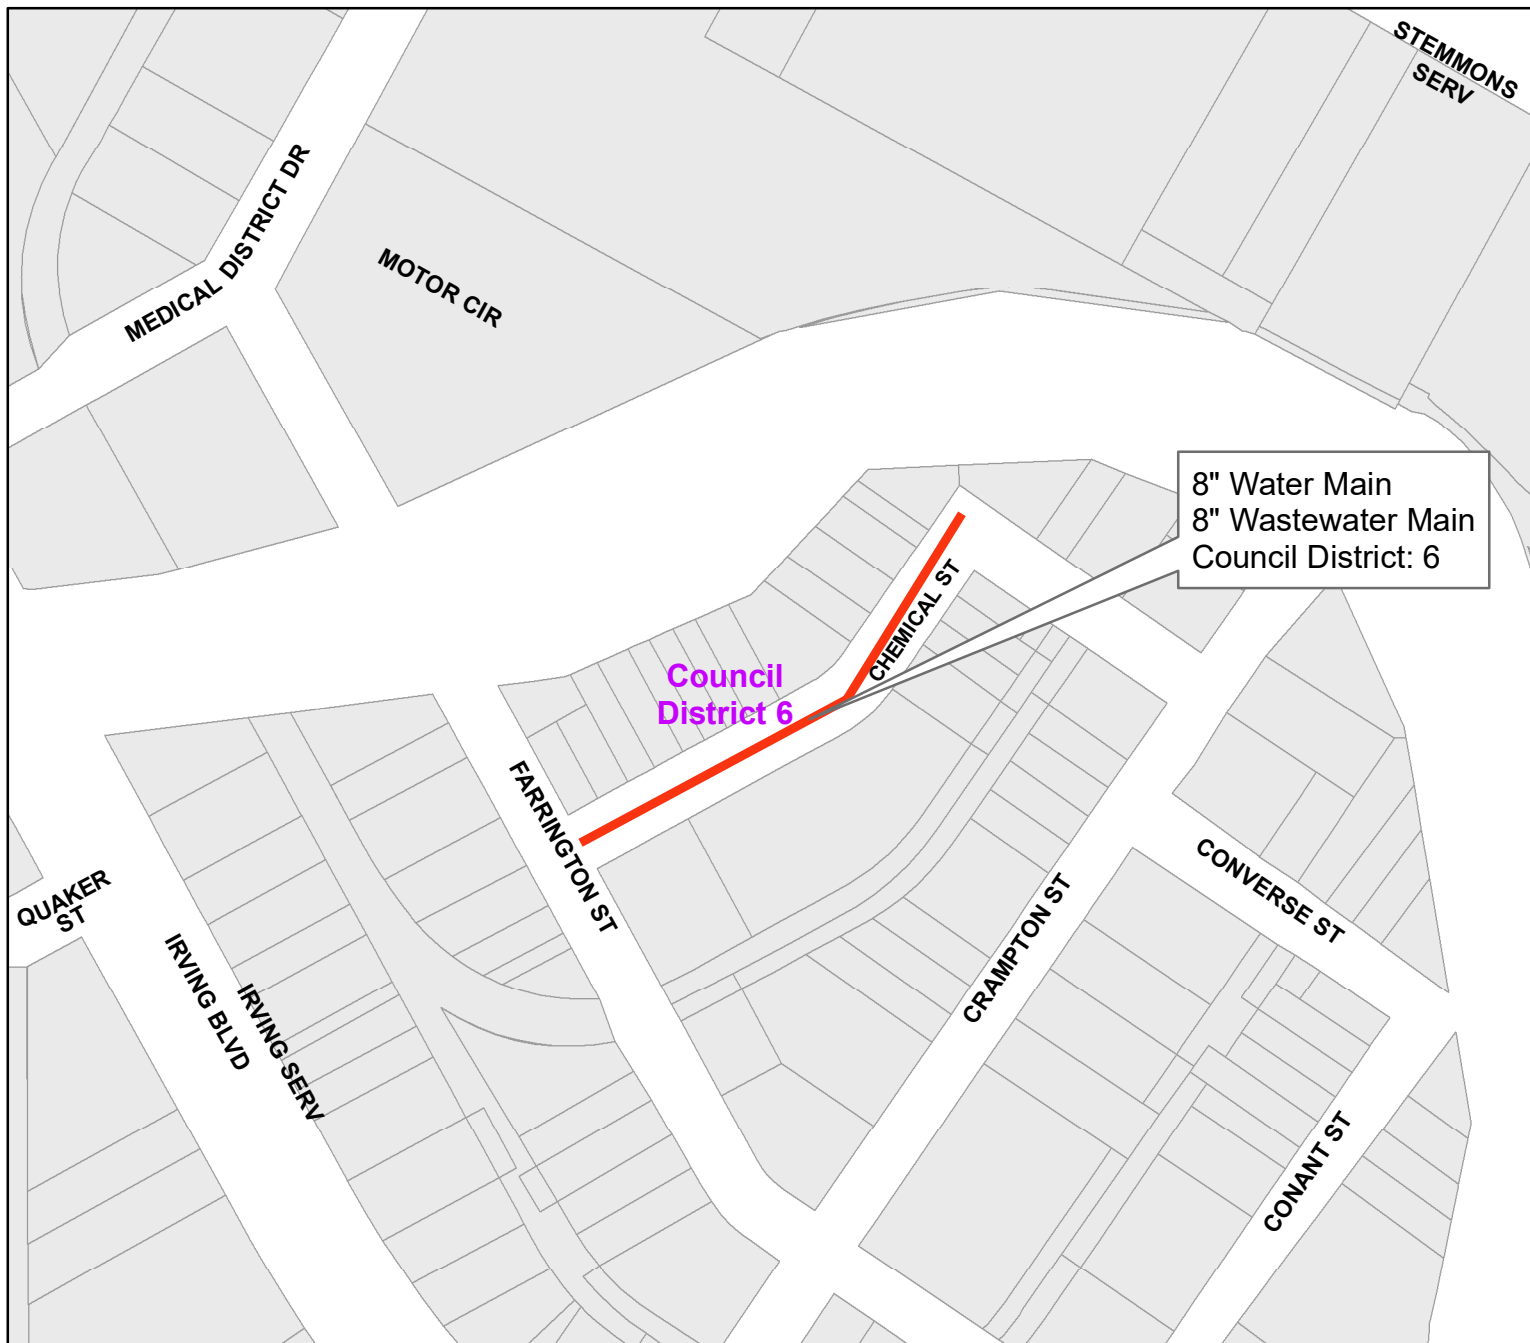 STEMMONS
SERV
MEDICAL DISTRICT DR
MOTOR CIR
8" Water Main
8" Wastewater Main
Council District: 6
CHEMICAL ST
Council
District 6
FARRINGTON ST
CONVERSE ST
QUAKER
ST
CRAMPTON ST
IRVING BLVD
IRVING SERV
CONANT ST